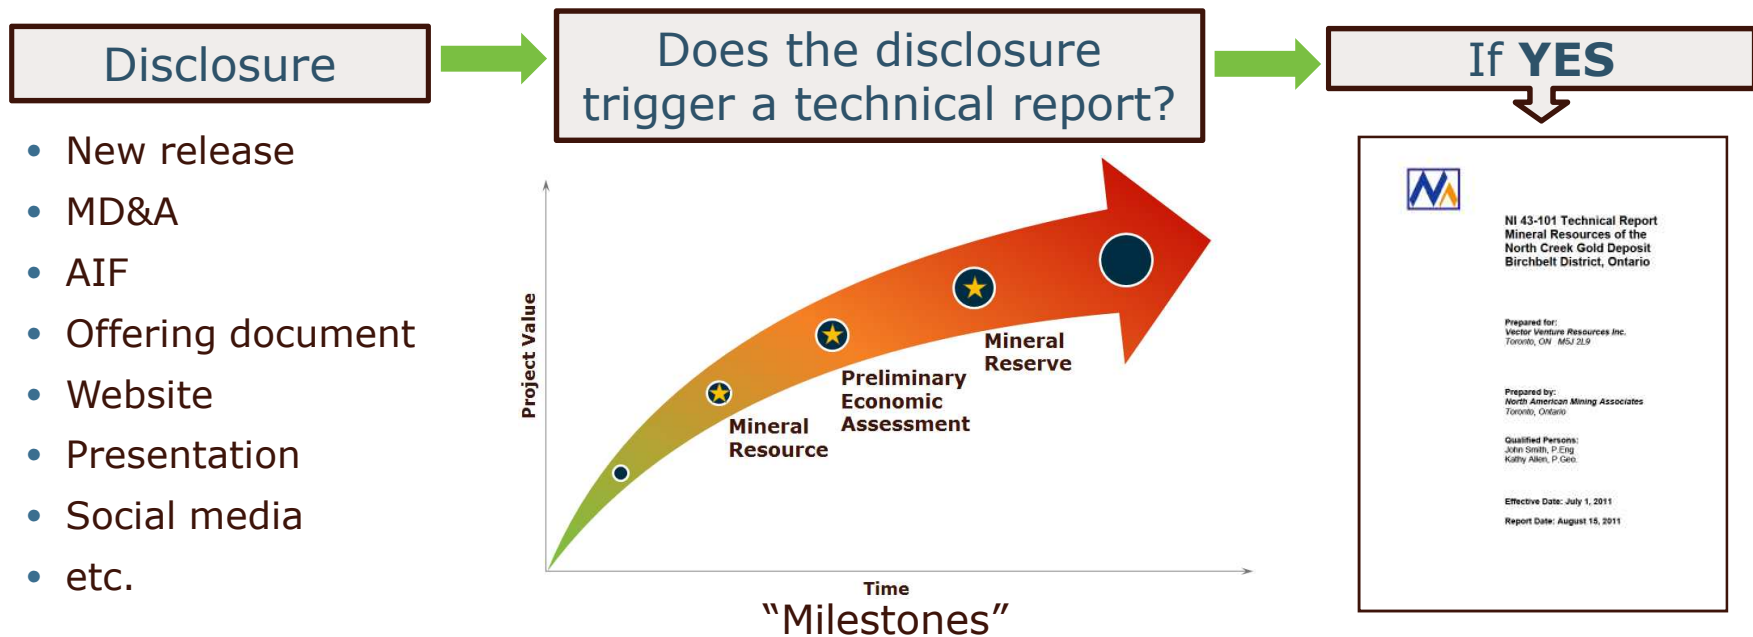 Disclosure
Does the disclosure
trigger a technical report?
If YES
• New release
• MD&A
• AIF
• Offering document
• Website
• Presentation
• Social media
• etc.
Project Value
Mineral
Resource
Preliminary
Economic
Assessment
Mineral
Reserve
Time
“Milestones”
NI 43-101 Technical Report
Mineral Resources of the
North Creek Gold Deposit
Birchbelt District, Ontario
Prepared for:
Vector Venture Resources Inc.
Toronto, ON M5J 2L9
Prepared by:
North American Mining Associates
Toronto, Ontario
Qualified Persons:
John Smith, P.Eng
Kathy Allen, P.Geo.
Effective Date: July 1, 2011
Report Date: August 15, 2011